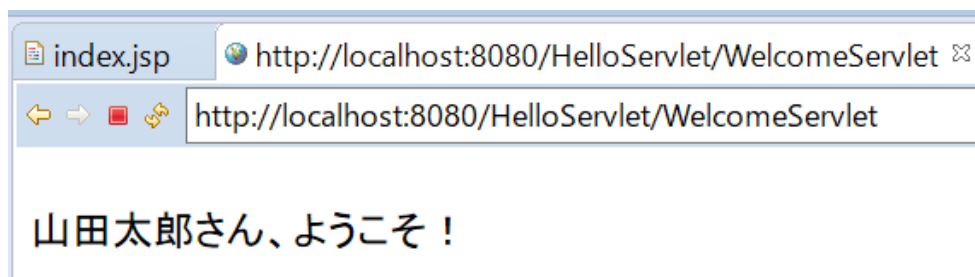 index.jsp http://localhost:8080/HelloServlet/WelcomeServlet
http://localhost:8080/HelloServlet/WelcomeServlet
山田太郎さん、ようこそ！